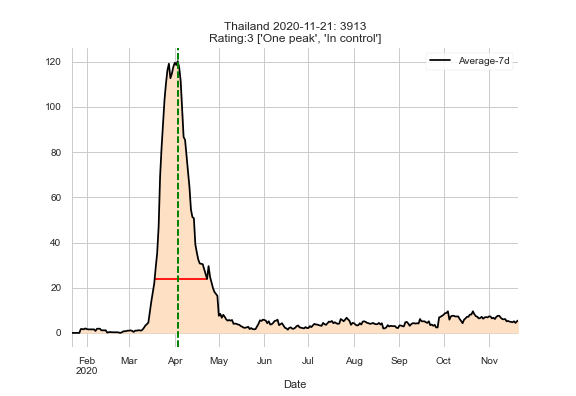 Thailand 2020-11-21: 3913
Rating:3 ['One peak', 'In control']
Average-7d
120
100
80
60
40
20
0
Feb Mar Apr May Jun Jul Aug Sep Oct Nov
2020
Date